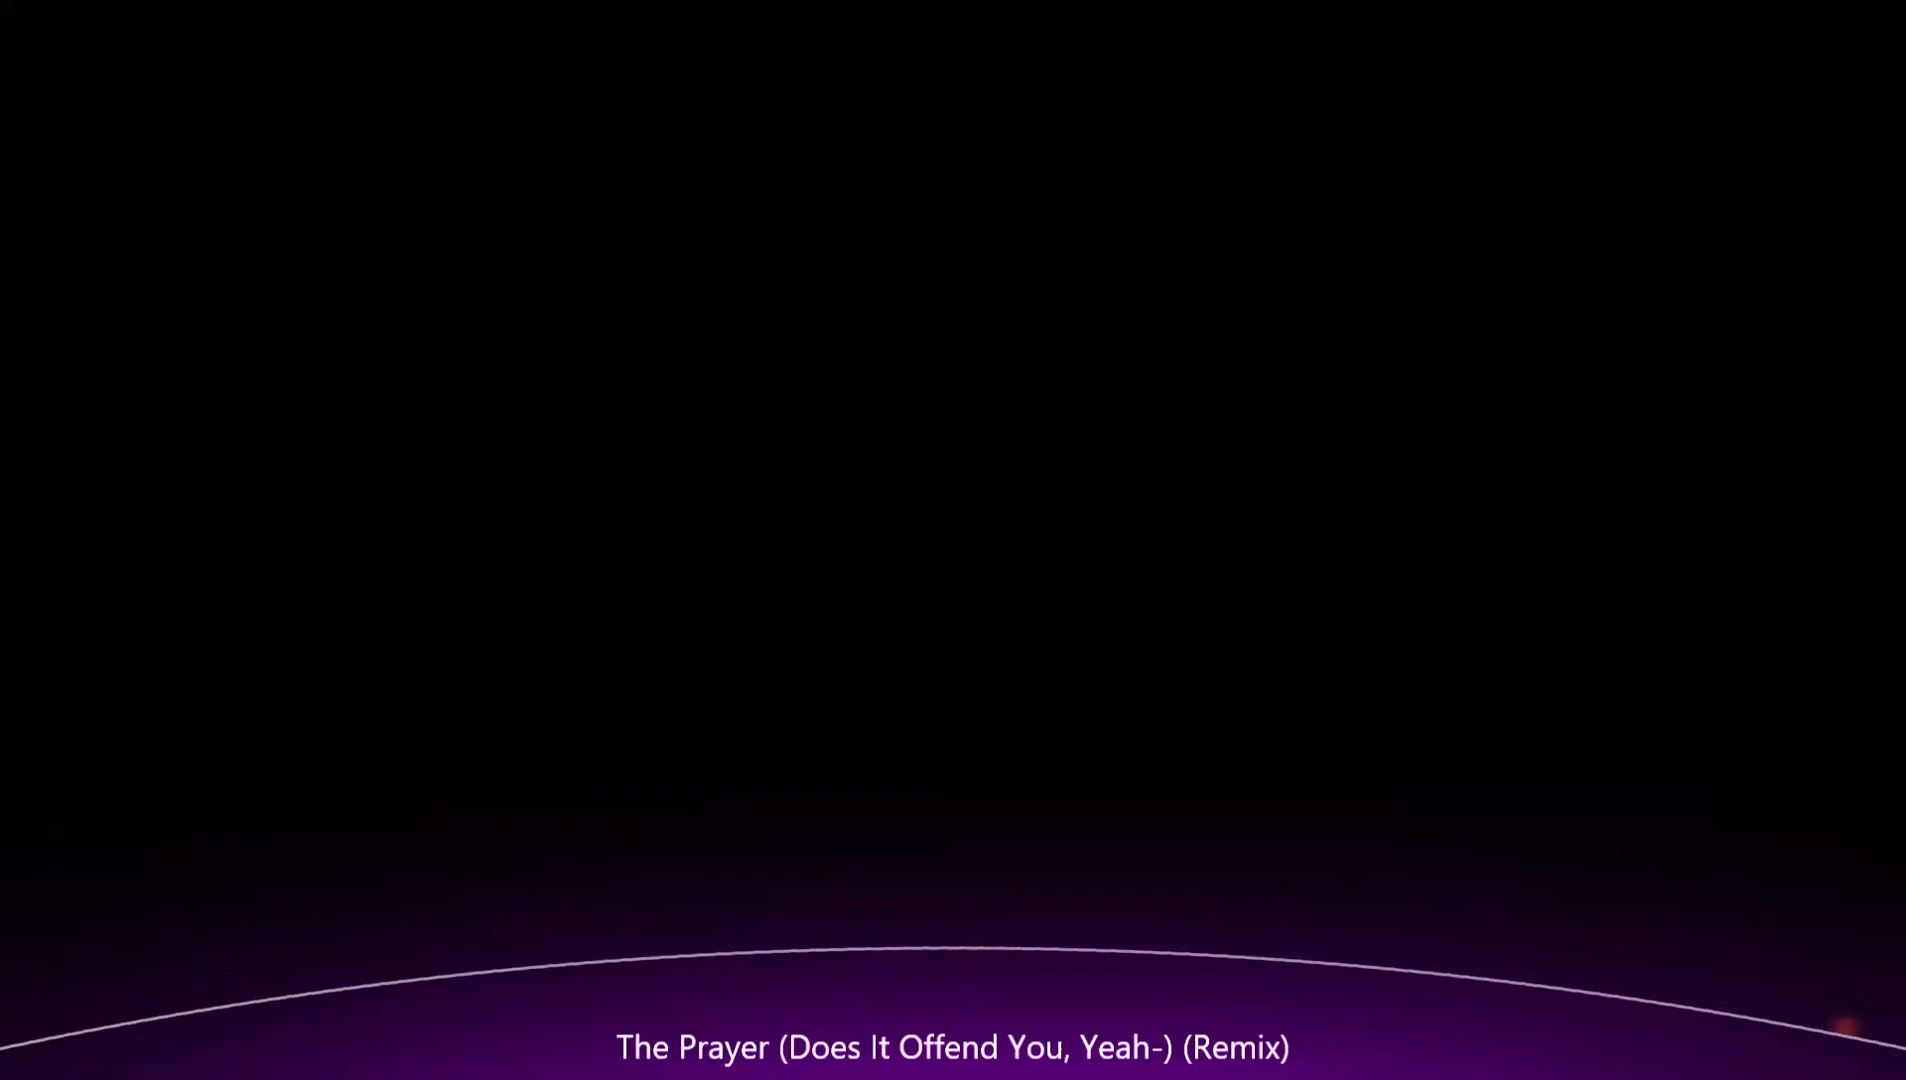 The Prayer (Does It Offend You, Yeah-) (Remix)